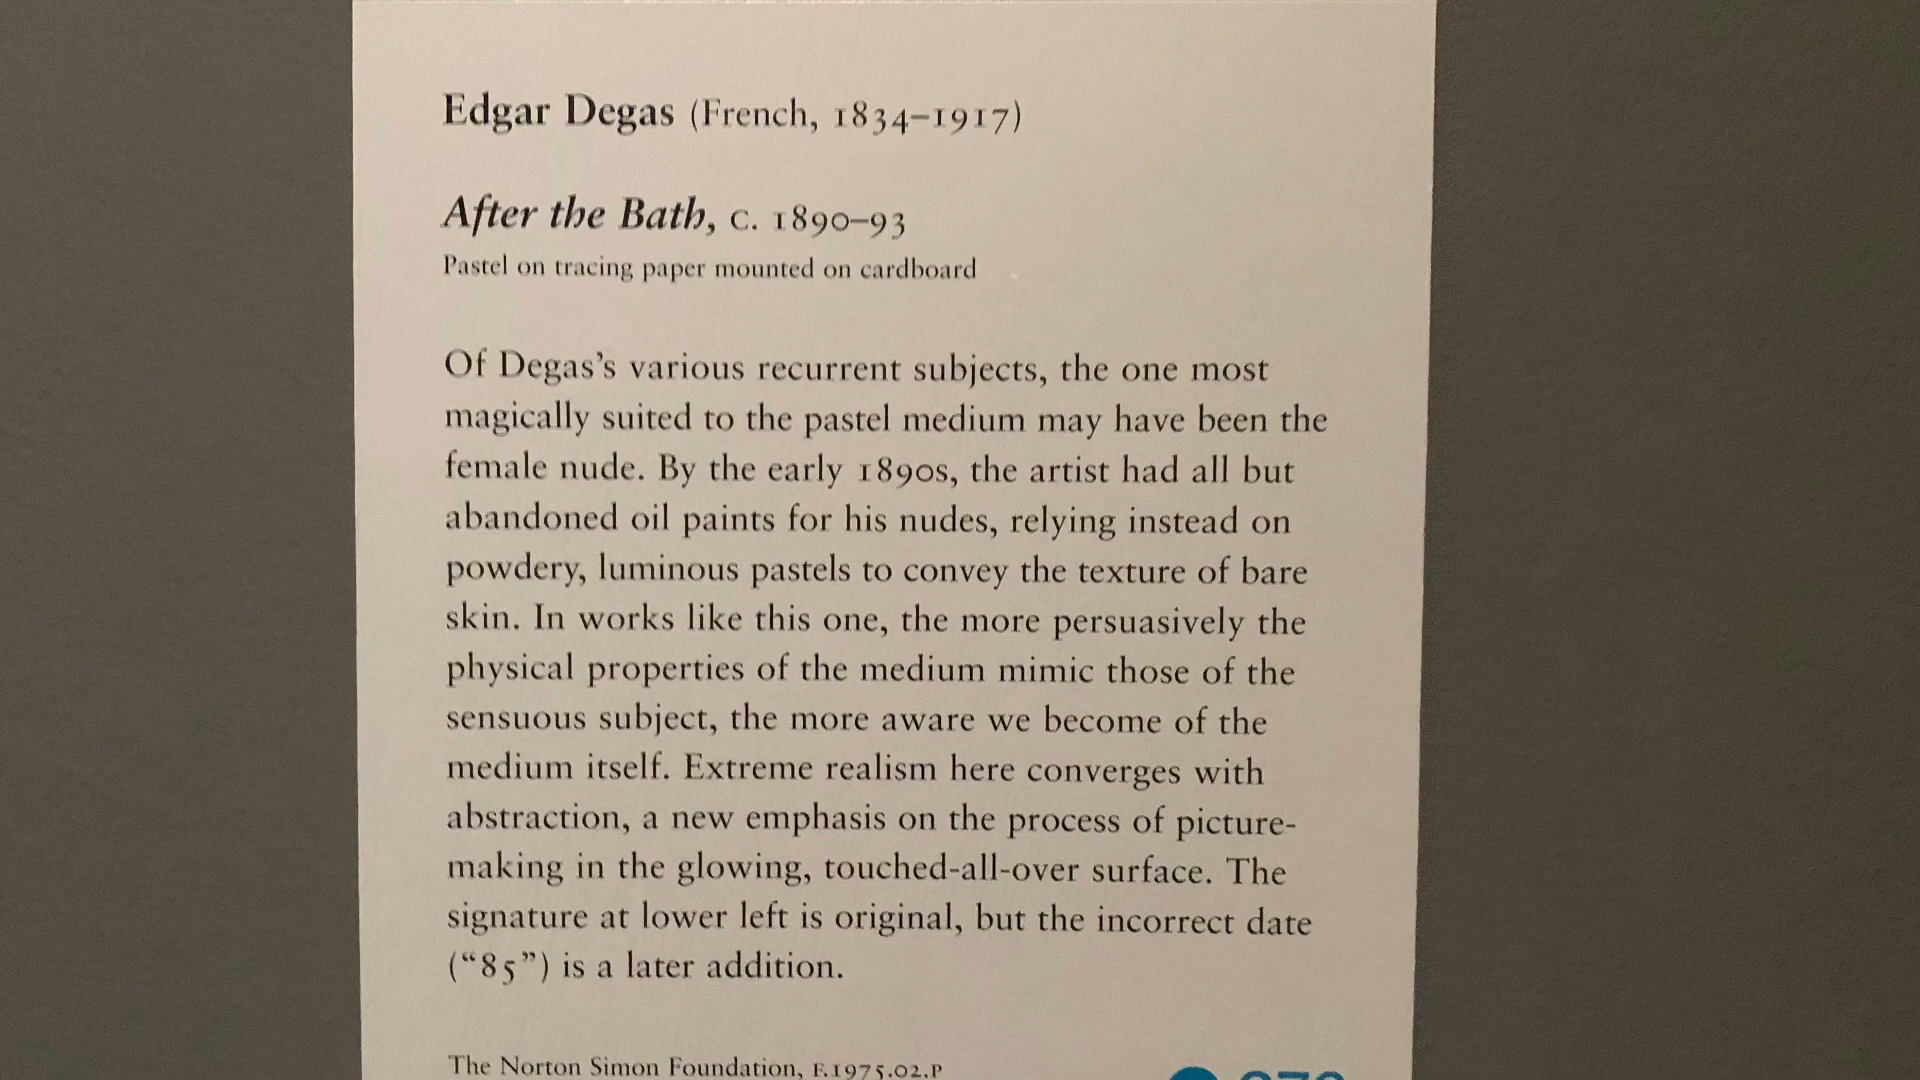 Edgar Degas (French, 1834–1917)
After the Bath, c. 1890–93
Pastel on tracing paper mounted on cardboard
Of Degas’s various recurrent subjects, the one most
magically suited to the pastel medium may have been the
female nude. By the early 1890s, the artist had all but
abandoned oil paints for his nudes, relying instead on
powdery, luminous pastels to convey the texture of bare
skin. In works like this one, the more persuasively the
physical properties of the medium mimic those of the
sensuous subject, the more aware we become of the
medium itself. Extreme realism here converges with
abstraction, a new emphasis on the process of picture-
making in the glowing, touched-all-over surface. The
signature at lower left is original, but the incorrect date
(“85”) is a later addition.
The Norton Simon Foundation, F.1975.02.P